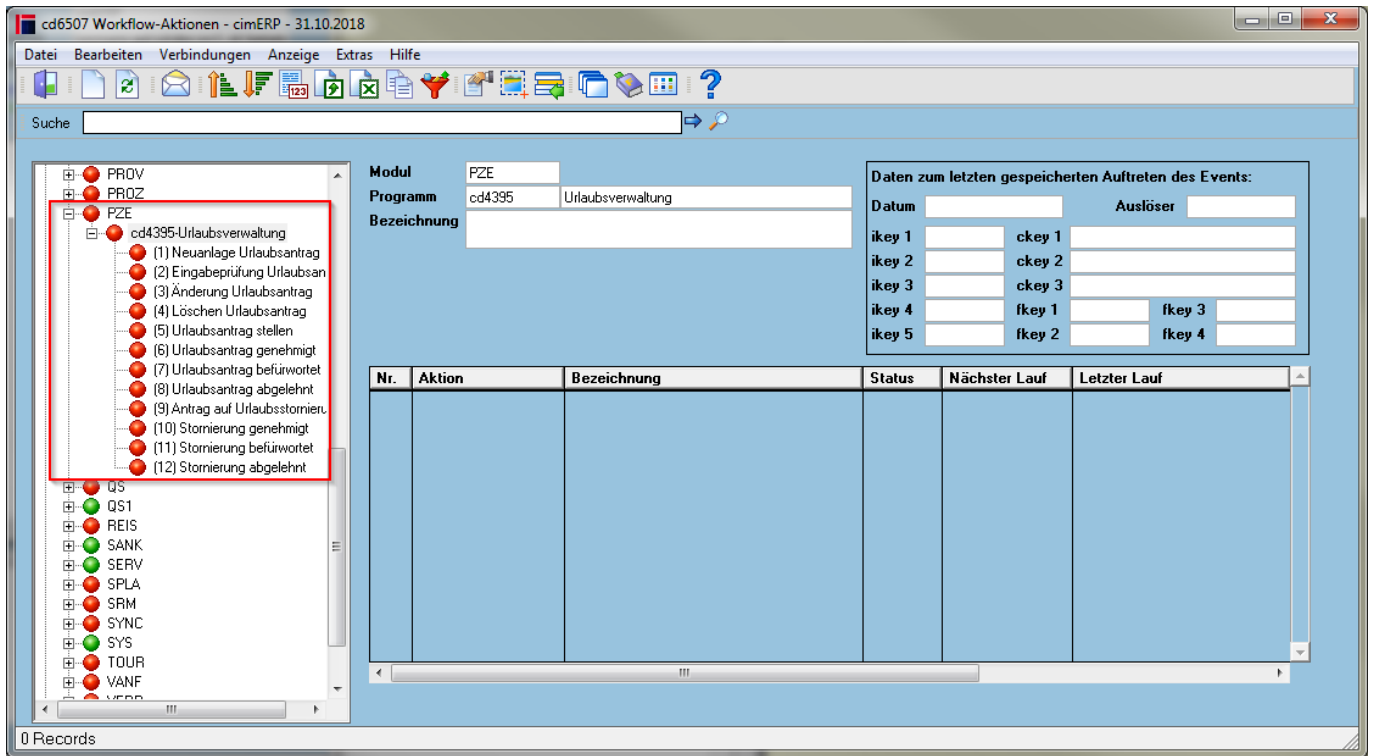 cd6507 Workflow-Aktionen - cimERP - 31.10.2018
Datei Bearbeiten Verbindungen Anzeige Extras Hilfe
123
Suche
PROV
PROZ
PZE
cd4395-Urlaubsverwaltung
(1) Neuanlage Urlaubsantrag
(2) Eingabeprüfung Urlaubsan
(3) Änderung Urlaubsantrag
(4) Löschen Urlaubsantrag
(5) Urlaubsantrag stellen
(6) Urlaubsantrag genehmigt
(7) Urlaubsantrag befürwortet
(8) Urlaubsantrag abgelehnt
(9) Antrag auf Urlaubsstornieru
(10) Stornierung genehmigt
(11) Stornierung befürwortet
(12) Stornierung abgelehnt
QS
QS1
REIS
SANK
SERV
SPLA
SRM
SYNC
SYS
TOUR
VANF
Modul PZE
Programm cd4395 Urlaubsverwaltung
Bezeichnung
Daten zum letzten gespeicherten Auftreten des Events:
Datum Auslöser
ikey 1 ckey 1
ikey 2 ckey 2
ikey 3 ckey 3
ikey 4 fkey 1 fkey 3
ikey 5 fkey 2 fkey 4
Nr. Aktion Bezeichnung Status Nächster Lauf Letzter Lauf
0 Records